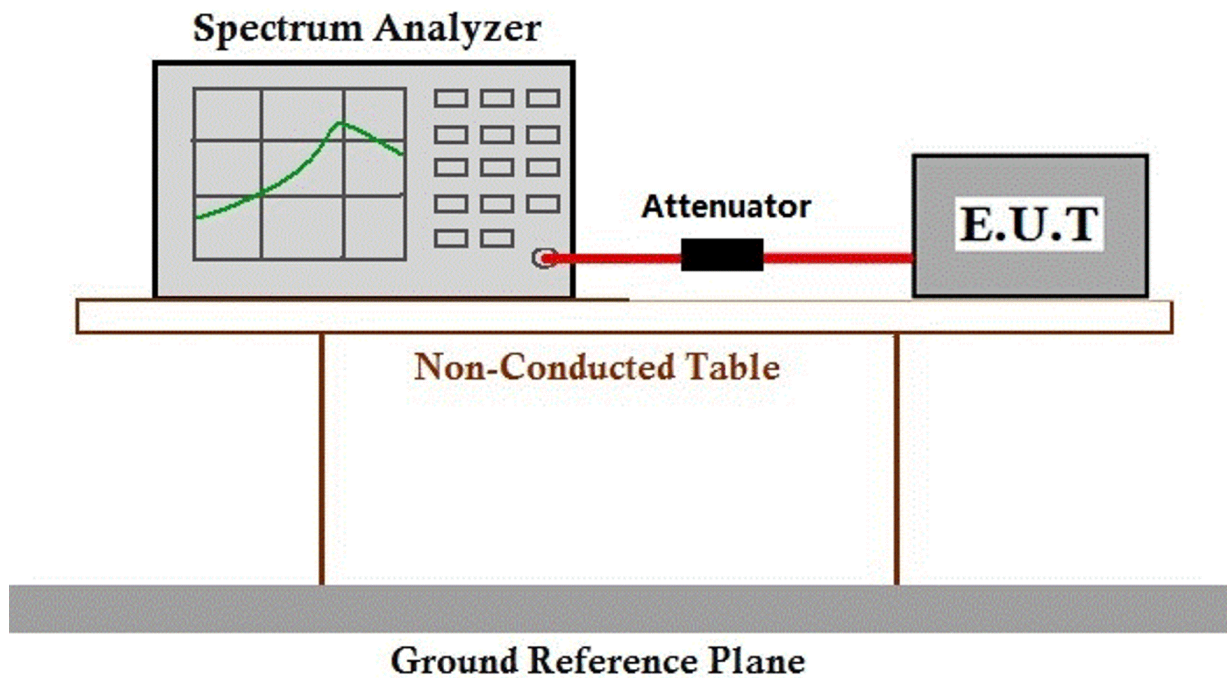 Spectrum Analyzer
Attenuator
E.U.T
Non-Conducted Table
Ground Reference Plane